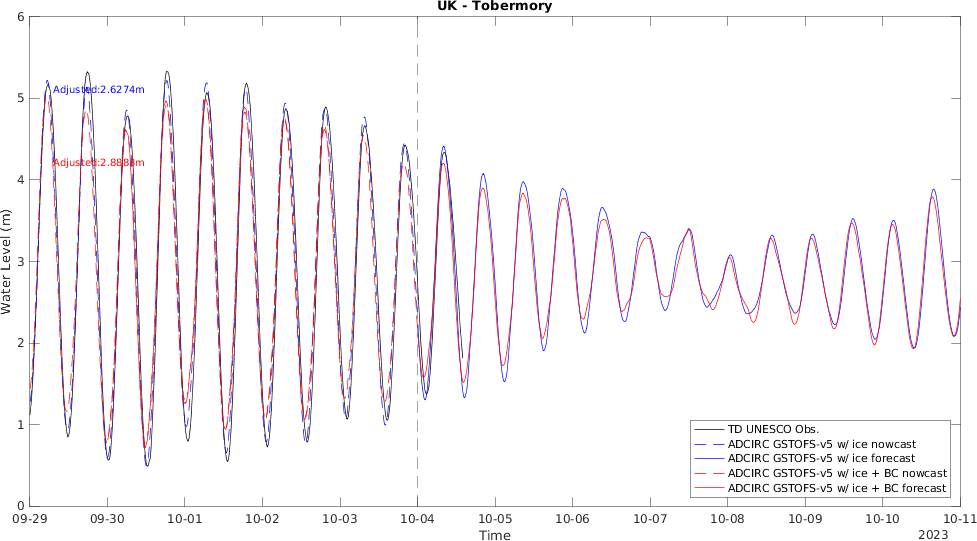 UK - Tobermory
6
5
4
3
2
1
0
Water Level (m)
Adjusted:2.6274m
Adjusted:2.8888m
TD UNESCO Obs.
ADCIRC GSTOFS-v5 w/ ice nowcast
ADCIRC GSTOFS-v5 w/ ice forecast
ADCIRC GSTOFS-v5 w/ ice + BC nowcast
ADCIRC GSTOFS-v5 w/ ice + BC forecast
09-29 09-30 10-01 10-02 10-03 10-04 10-05 10-06 10-07 10-08 10-09 10-10 10-11
Time
2023